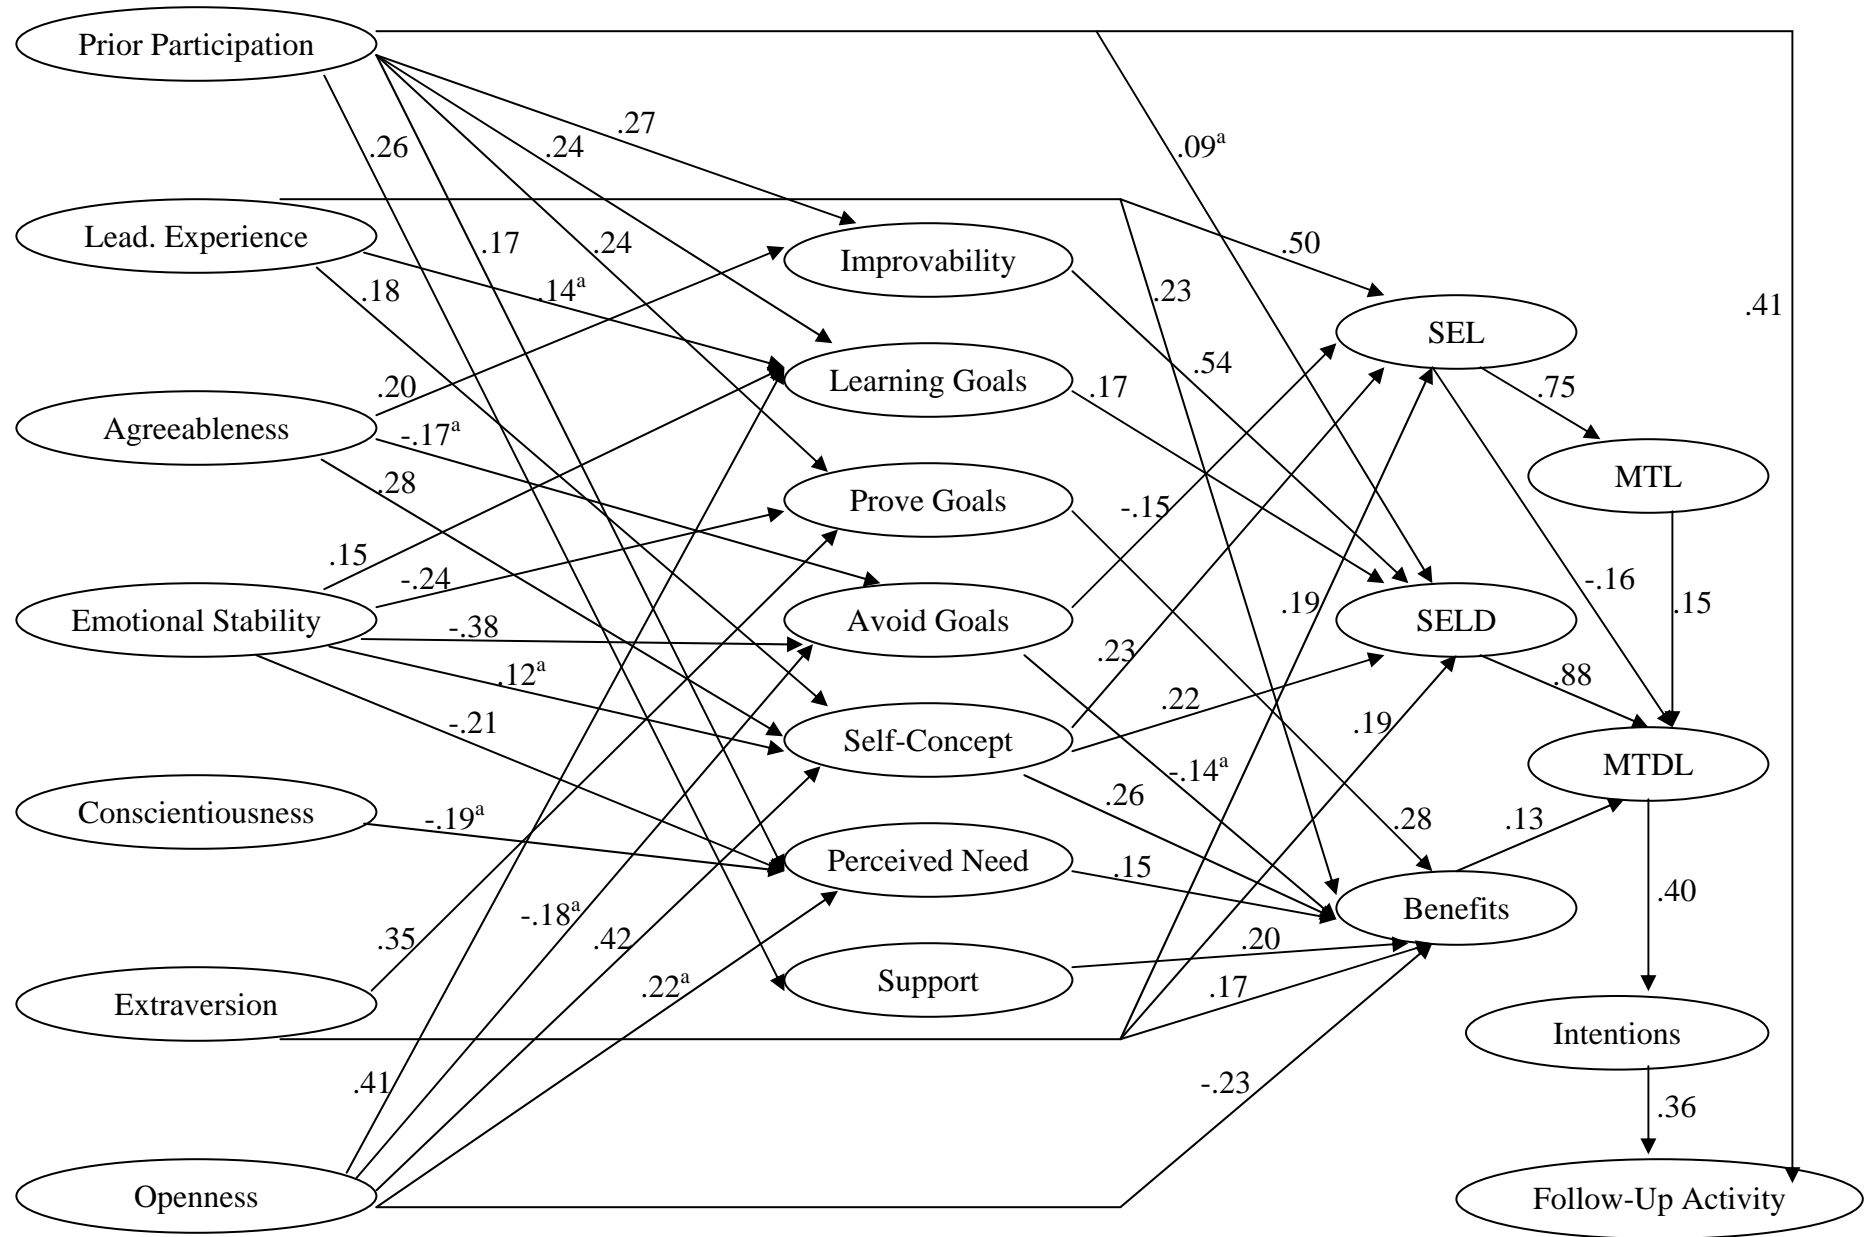 Prior Participation
.27
.24
.26
.09ᵃ
Lead. Experience
.17
.24
.50
Improvability
.18
.14ᵃ
.23
.41
SEL
.54
.20
Learning Goals
.17
.75
Agreeableness
-.17ᵃ
.28
MTL
Prove Goals
-.15
.15
-.24
-.16
.19
.15
Emotional Stability
-.38
Avoid Goals
SELD
.12ᵃ
.23
.88
.22
-.21
.19
Self-Concept
-.14ᵃ
MTDL
.26
Conscientiousness
-.19ᵃ
.28
.13
Perceived Need
.15
.40
-.18ᵃ
Benefits
.35
.42
.20
Support
.22ᵃ
.17
Extraversion
Intentions
.41
-.23
.36
Openness
Follow-Up Activity